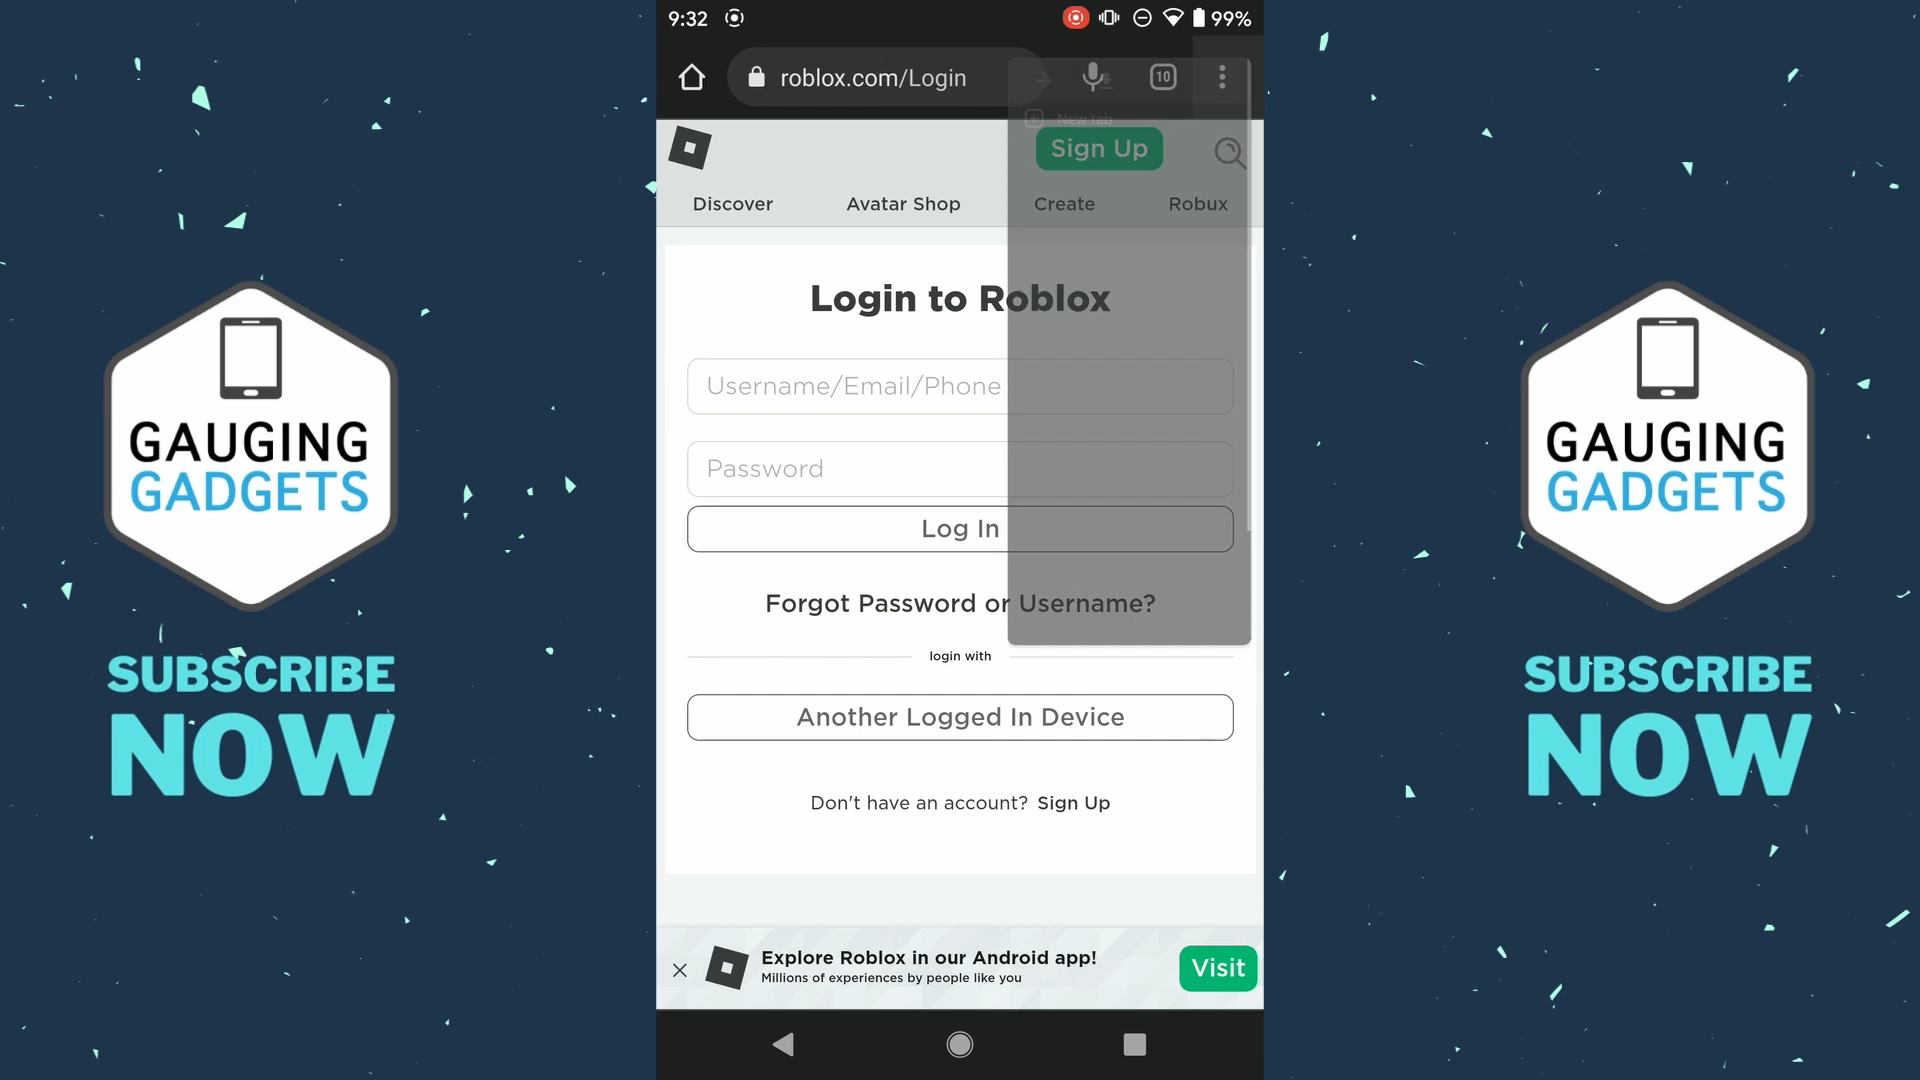 9:32
99%
roblox.com/Login
10
New tab
Sign Up
Discover
Avatar Shop
Create
Robux
Login to Roblox
Username/Email/Phone
Password
Log In
Forgot Password or Username?
login with
Another Logged In Device
Don't have an account? Sign Up
Explore Roblox in our Android app!
Millions of experiences by people like you
Visit
GAUGING
GADGETS
SUBSCRIBE
NOW
GAUGING
GADGETS
SUBSCRIBE
NOW